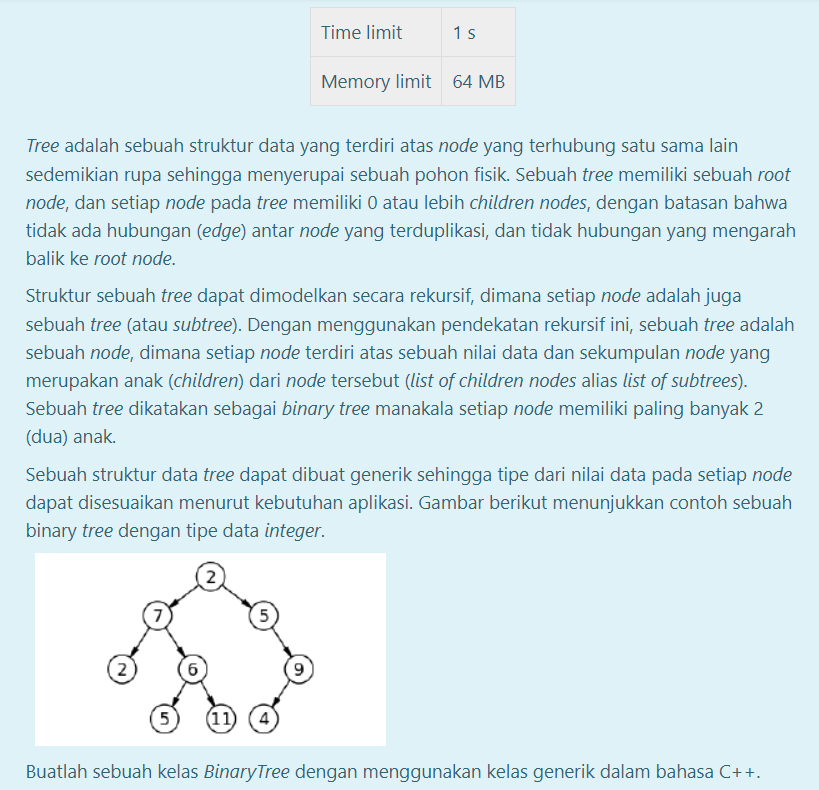 Time limit 1 s
Memory limit 64 MB
Tree adalah sebuah struktur data yang terdiri atas node yang terhubung satu sama lain
sedemikian rupa sehingga menyerupai sebuah pohon fisik. Sebuah tree memiliki sebuah root
node, dan setiap node pada tree memiliki 0 atau lebih children nodes, dengan batasan bahwa
tidak ada hubungan (edge) antar node yang terduplikasi, dan tidak hubungan yang mengarah
balik ke root node.
Struktur sebuah tree dapat dimodelkan secara rekursif, dimana setiap node adalah juga
sebuah tree (atau subtree). Dengan menggunakan pendekatan rekursif ini, sebuah tree adalah
sebuah node, dimana setiap node terdiri atas sebuah nilai data dan sekumpulan node yang
merupakan anak (children) dari node tersebut (list of children nodes alias list of subtrees).
Sebuah tree dikatakan sebagai binary tree manakala setiap node memiliki paling banyak 2
(dua) anak.
Sebuah struktur data tree dapat dibuat generik sehingga tipe dari nilai data pada setiap node
dapat disesuaikan menurut kebutuhan aplikasi. Gambar berikut menunjukkan contoh sebuah
binary tree dengan tipe data integer.
2
7 5
2 6 9
5 11 4
Buatlah sebuah kelas BinaryTree dengan menggunakan kelas generik dalam bahasa C++.